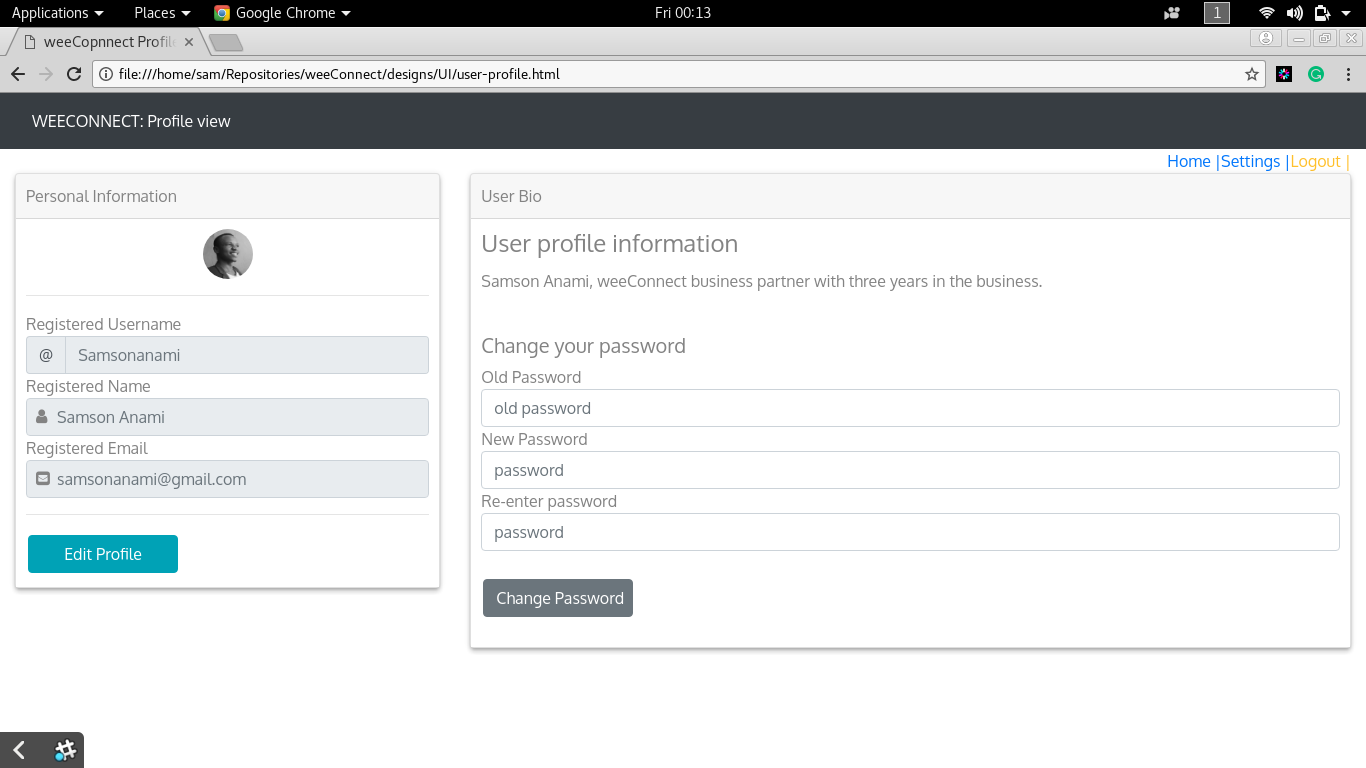 Applications Places Google Chrome Fri 00:13 1
weeCopnnect Profile
file:///home/sam/Repositories/weeConnect/designs/UI/user-profile.html
WEECONNECT: Profile view
Home |Settings |Logout |
Personal Information
Registered Username
@ Samsonanami
Registered Name
Samson Anami
Registered Email
samsonanami@gmail.com
Edit Profile
User Bio
User profile information
Samson Anami, weeConnect business partner with three years in the business.
Change your password
Old Password
old password
New Password
password
Re-enter password
password
Change Password